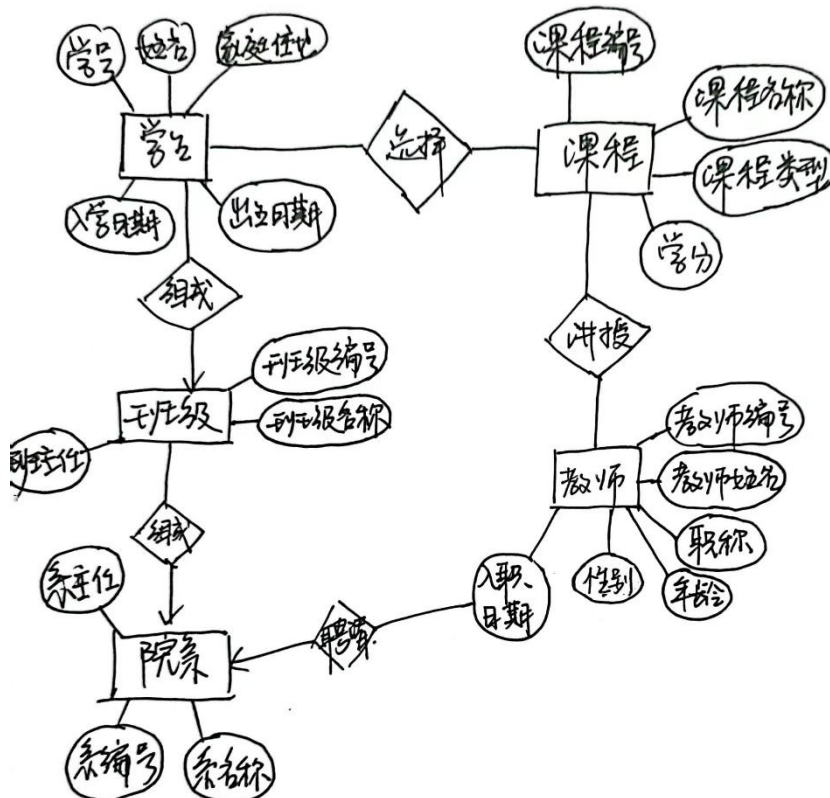 学号
姓名
家庭住址
课程编号
课程名称
学生
选择
课程
课程类型
入学日期
出生日期
学分
组成
讲授
班级编号
班级
班级名称
教师编号
班主任
教师
教师姓名
组成
职称
系主任
入职
日期
性别
年龄
聘请
院系
系编号
系名称